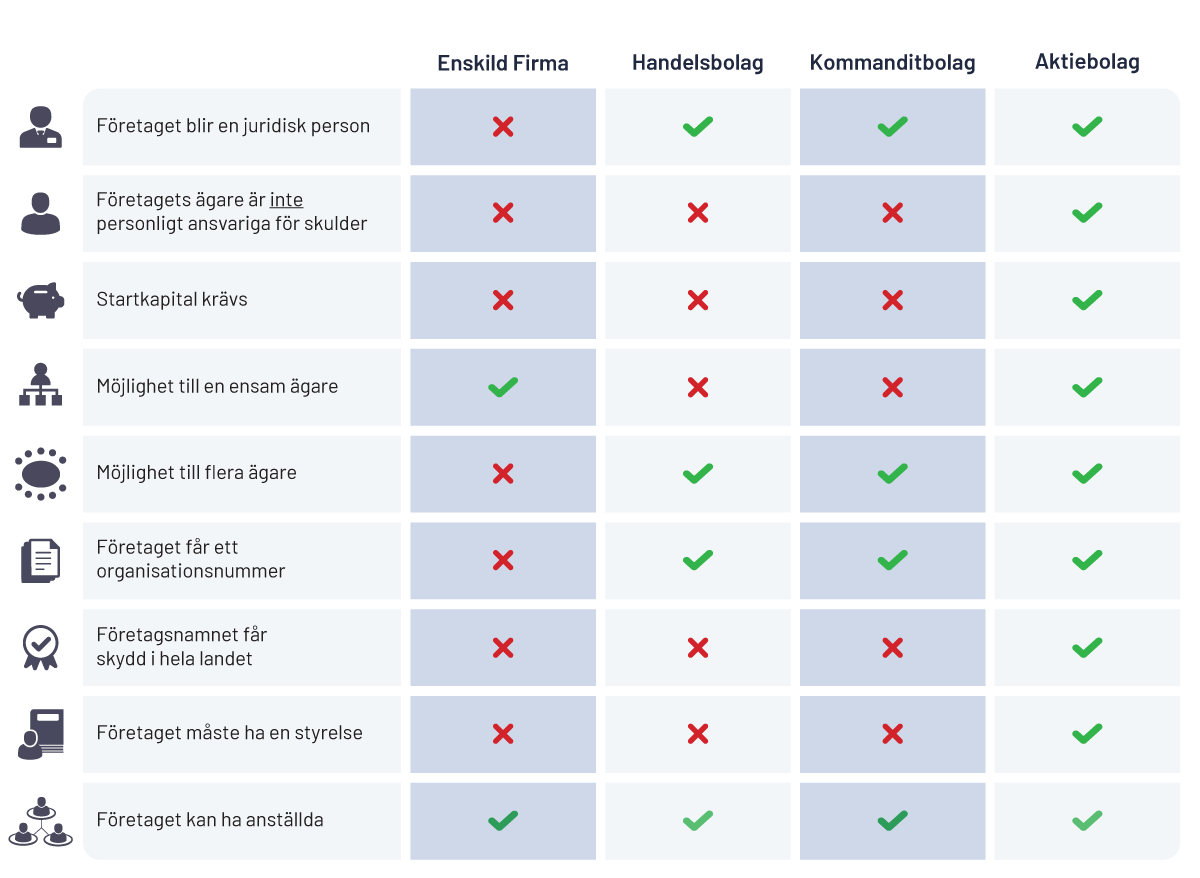 Enskild Firma Handelsbolag Kommanditbolag Aktiebolag
Företaget blir en juridisk person
Företagets ägare är inte
personligt ansvariga för skulder
Startkapital krävs
Möjlighet till en ensam ägare
Möjlighet till flera ägare
Företaget får ett
organisationsnummer
Företagsnamnet får
skydd i hela landet
Företaget måste ha en styrelse
Företaget kan ha anställda